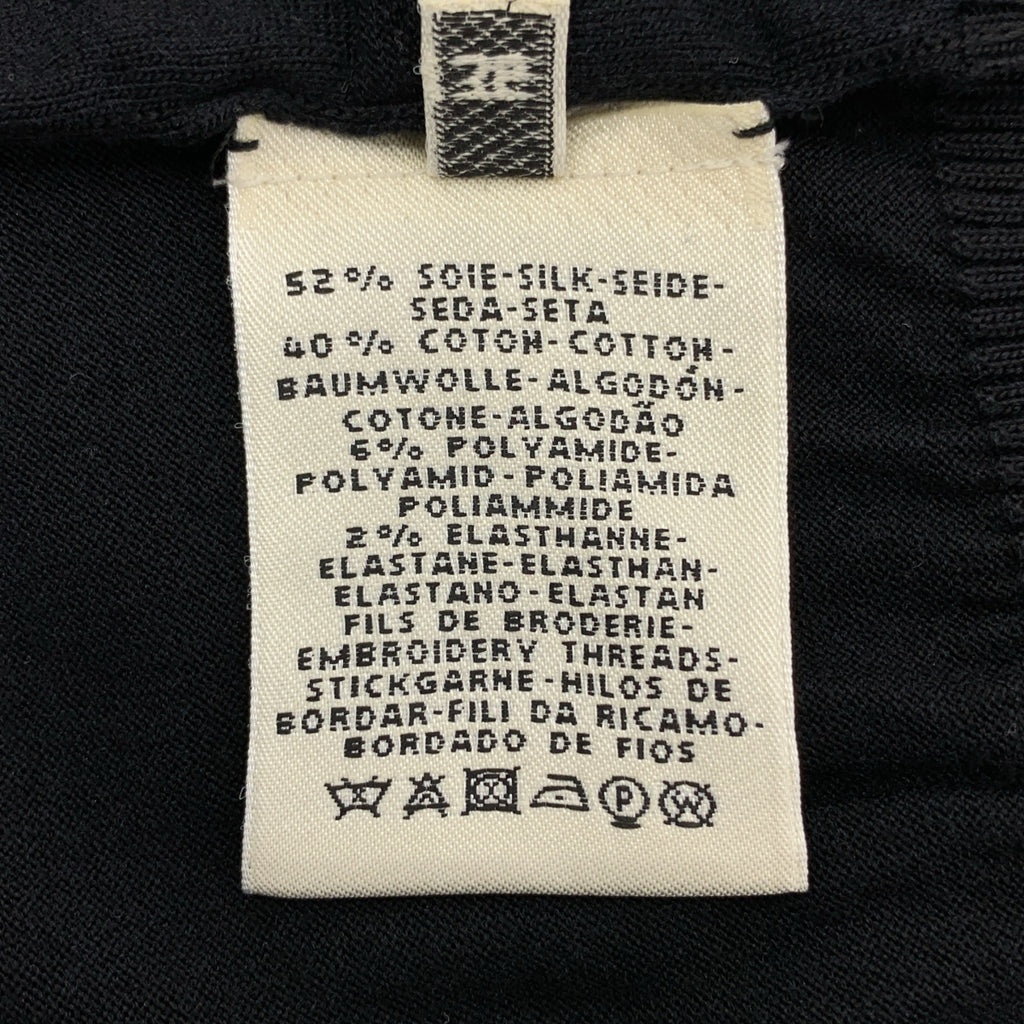 52% SOIE-SILK-SEIDE-
SEDA-SETA
40% COTON-COTTON-
BAUMWOLLE-ALGODÓN-
COTONE-ALGODÃO
6% POLYAMIDE-
POLYAMID-POLIAMIDA
POLIAMMIDE
2% ELASTHANNE-
ELASTANE-ELASTHAN-
ELASTANO-ELASTAN
FILS DE BRODERIE-
EMBROIDERY THREADS-
STICKGARNE-HILOS DE
BORDAR-FILI DA RICAMO-
BORDADO DE FIOS
P W